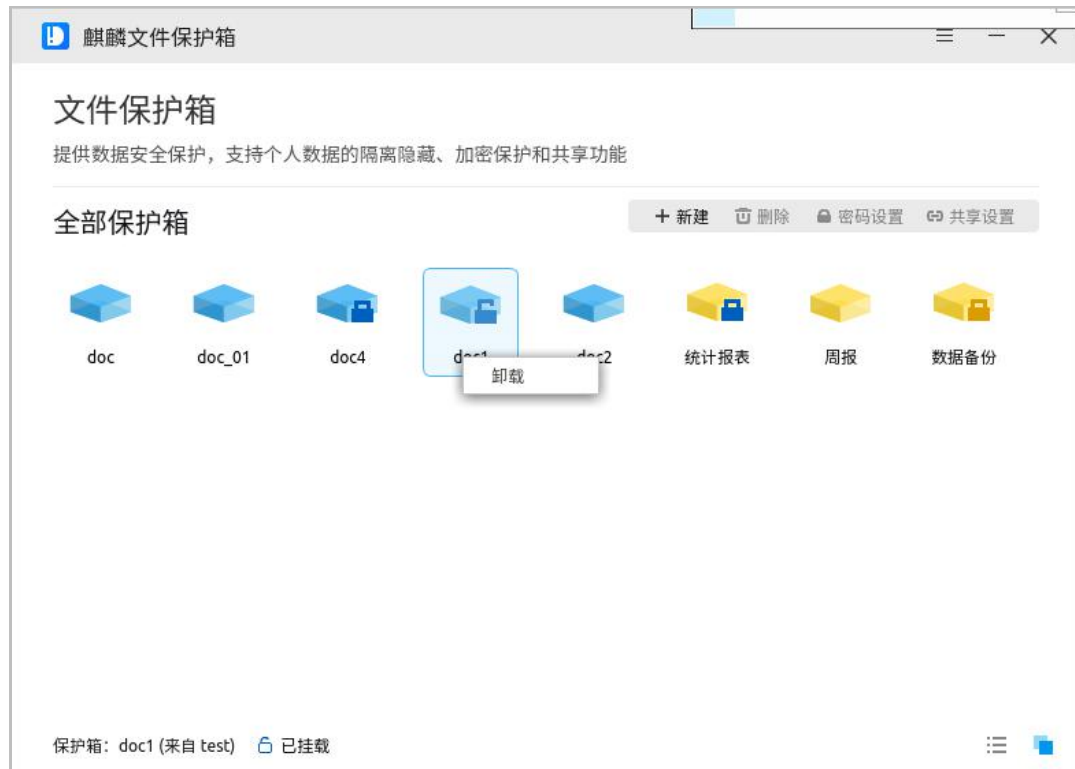 麒麟文件保护箱
文件保护箱
提供数据安全保护，支持个人数据的隔离隐藏、加密保护和共享功能
全部保护箱
新建 删除 密码设置 共享设置
doc doc_01 doc4 doc1 doc2 统计报表 周报 数据备份
卸载
保护箱：doc1 (来自 test) 已挂载